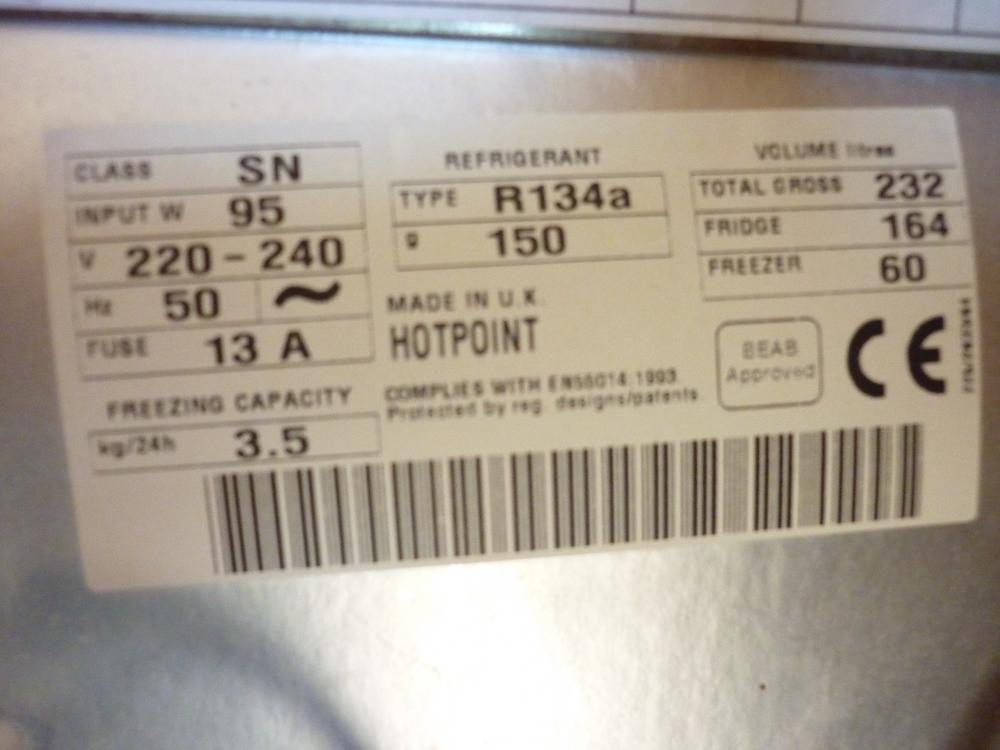 CLASS SN
INPUT W 95
V 220 - 240
Hz 50 ~
FUSE 13 A
FREEZING CAPACITY
kg/24h 3.5
REFRIGERANT
TYPE R134a
g 150
MADE IN U.K.
HOTPOINT
COMPLIES WITH EN55014:1993
Protected by reg. designs/patents.
VOLUME litres
TOTAL GROSS 232
FRIDGE 164
FREEZER 60
BEAB
Approved
CE